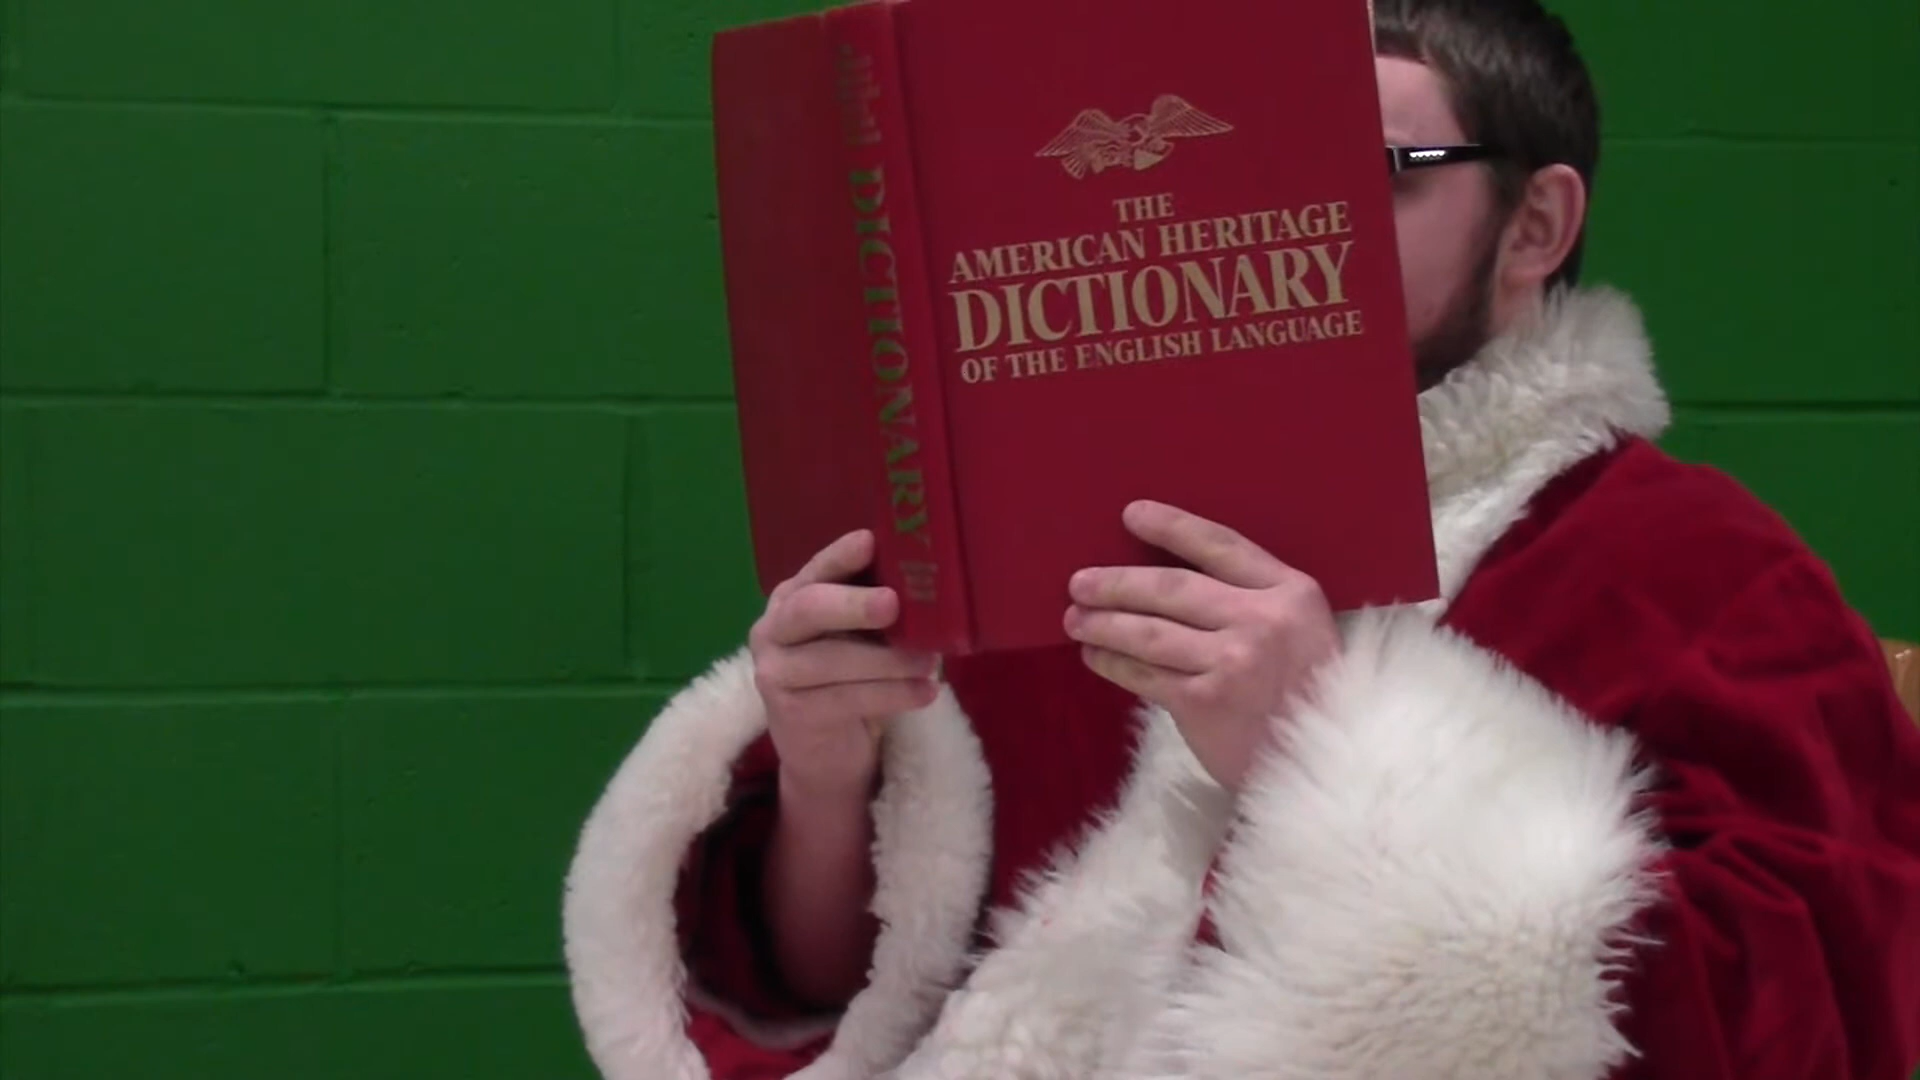 THE
AMERICAN HERITAGE
DICTIONARY
OF THE ENGLISH LANGUAGE
DICTIONARY